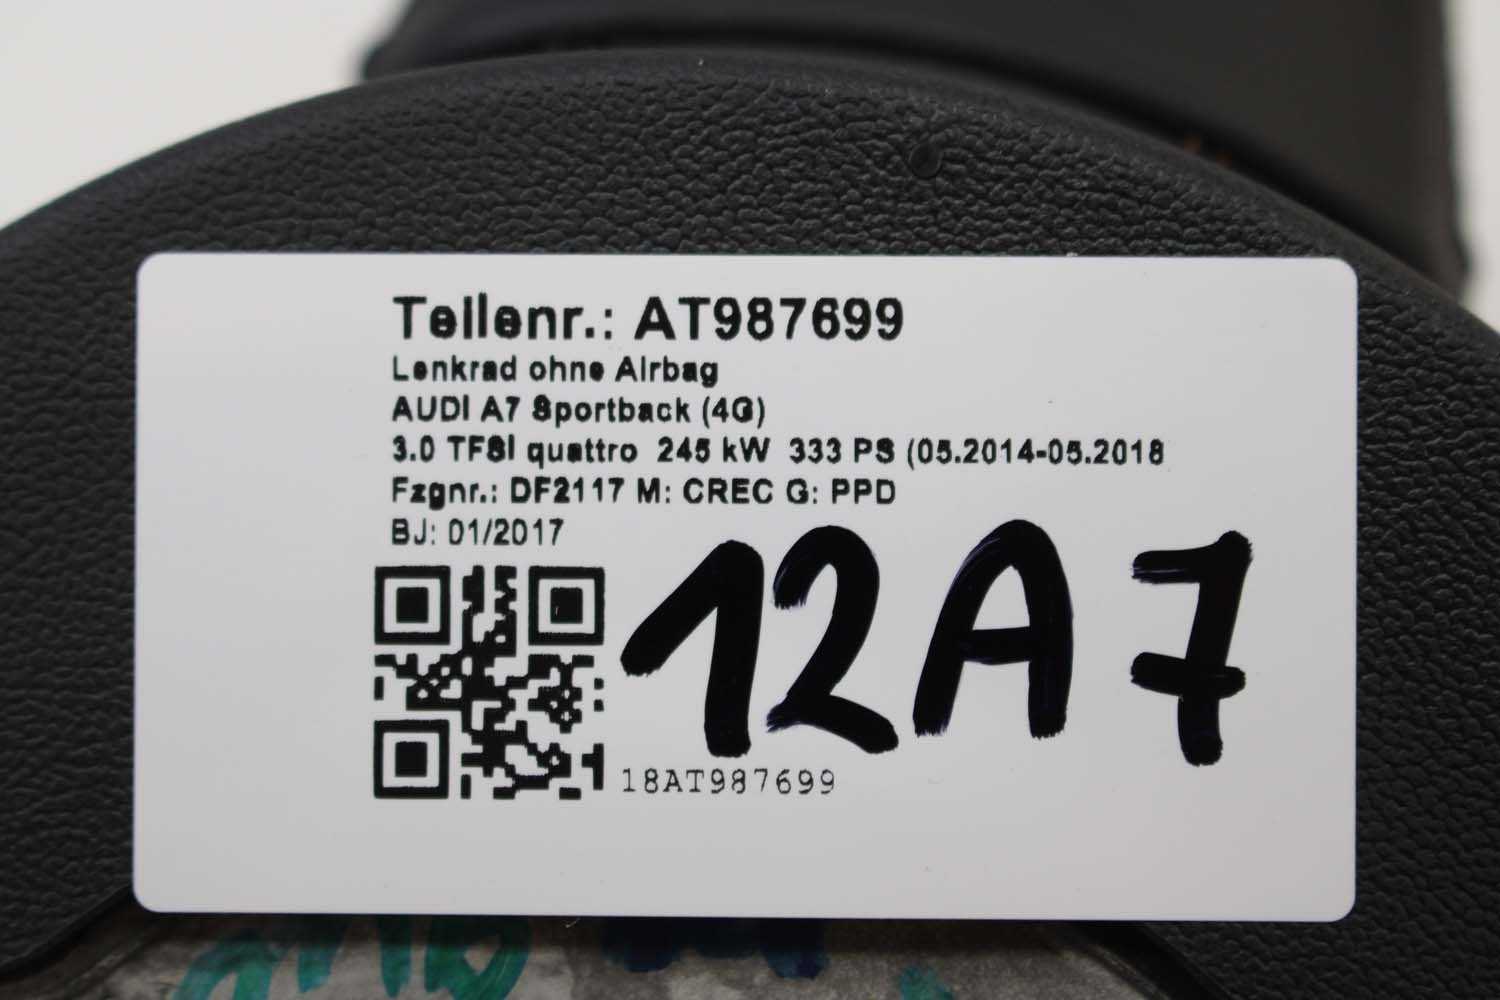 Teilenr.: AT987699
Lenkrad ohne Airbag
AUDI A7 Sportback (4G)
3.0 TFSI quattro 245 kW 333 PS (05.2014-05.2018
Fzgnr.: DF2117 M: CREC G: PPD
BJ: 01/2017
12A7
18AT987699